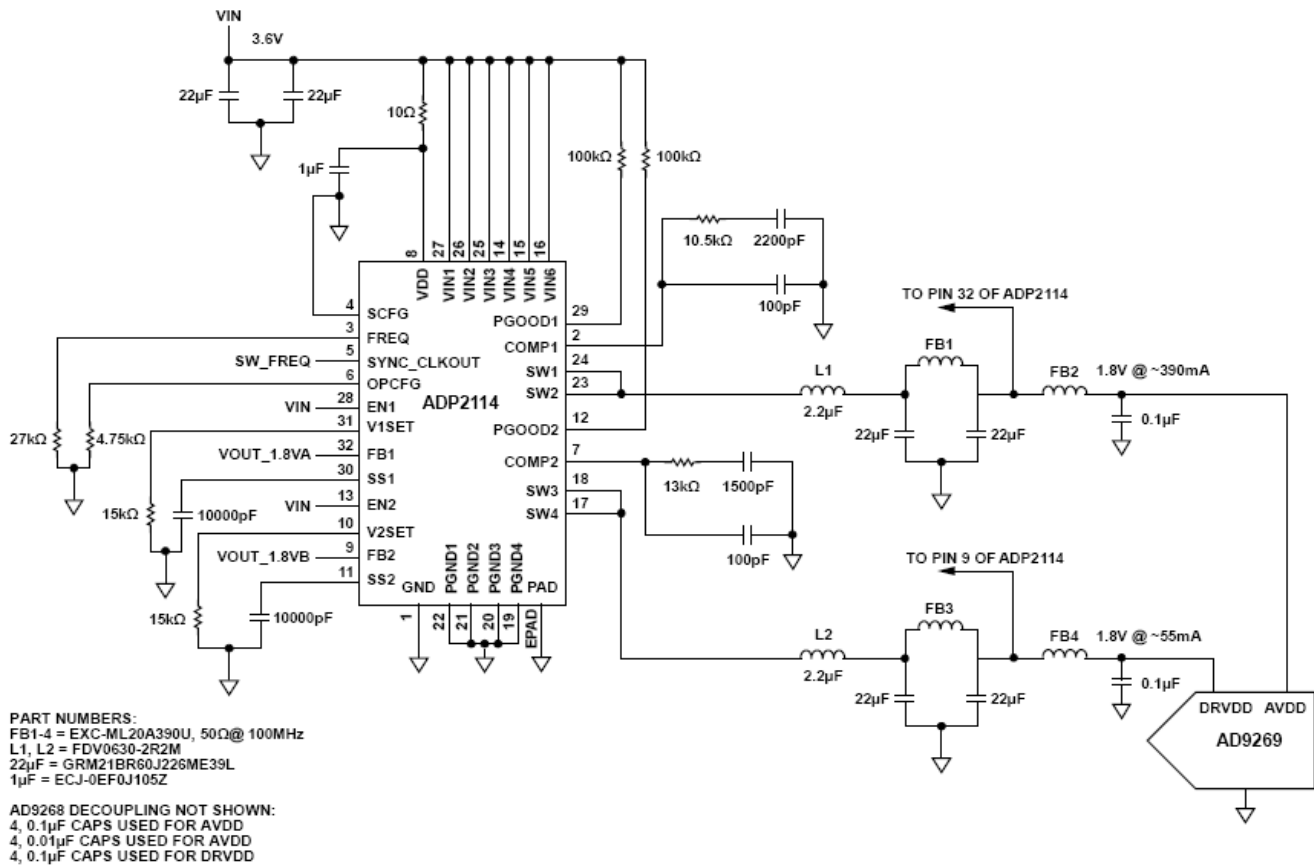 VIN
3.6V
22µF
22µF
10Ω
1µF
100kΩ
100kΩ
10.5kΩ
2200pF
100pF
8
27
26
25
14
15
16
VDD
VIN1
VIN2
VIN3
VIN4
VIN5
VIN6
4
SCFG
3
FREQ
SW_FREQ
5
SYNC_CLKOUT
6
OPCFG
VIN
28
EN1
31
V1SET
VOUT_1.8VA
32
FB1
30
SS1
VIN
13
EN2
10
V2SET
VOUT_1.8VB
9
FB2
11
SS2
ADP2114
27kΩ
4.75kΩ
15kΩ
10000pF
15kΩ
10000pF
29
PGOOD1
2
COMP1
24
SW1
23
SW2
12
PGOOD2
7
COMP2
18
SW3
17
SW4
GND
PGND1
PGND2
PGND3
PGND4
PAD
1
22
21
20
19
EPAD
13kΩ
1500pF
100pF
TO PIN 32 OF ADP2114
L1
2.2µF
FB1
22µF
22µF
FB2
1.8V @ ~390mA
0.1µF
TO PIN 9 OF ADP2114
L2
2.2µF
FB3
22µF
22µF
FB4
1.8V @ ~55mA
0.1µF
DRVDD AVDD
AD9269
PART NUMBERS:
FB1-4 = EXC-ML20A390U, 50Ω@ 100MHz
L1, L2 = FDV0630-2R2M
22µF = GRM21BR60J226ME39L
1µF = ECJ-0EF0J105Z
AD9268 DECOUPLING NOT SHOWN:
4, 0.1µF CAPS USED FOR AVDD
4, 0.01µF CAPS USED FOR AVDD
4, 0.1µF CAPS USED FOR DRVDD